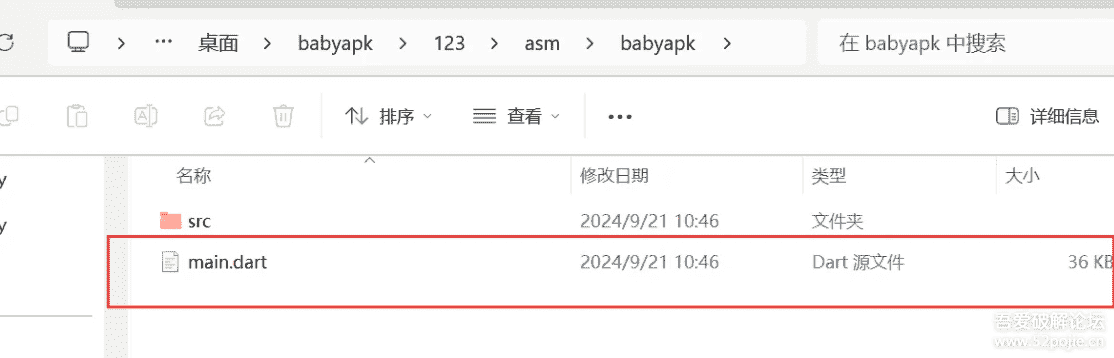 … 桌面 > babyapk > 123 > asm > babyapk > 在 babyapk 中搜索
A 排序 查看 ••• 详细信息
名称 修改日期 类型 大小
y
src 2024/9/21 10:46 文件夹
y
main.dart 2024/9/21 10:46 Dart 源文件 36 KB
吾爱破解论坛
www.52pojie.cn